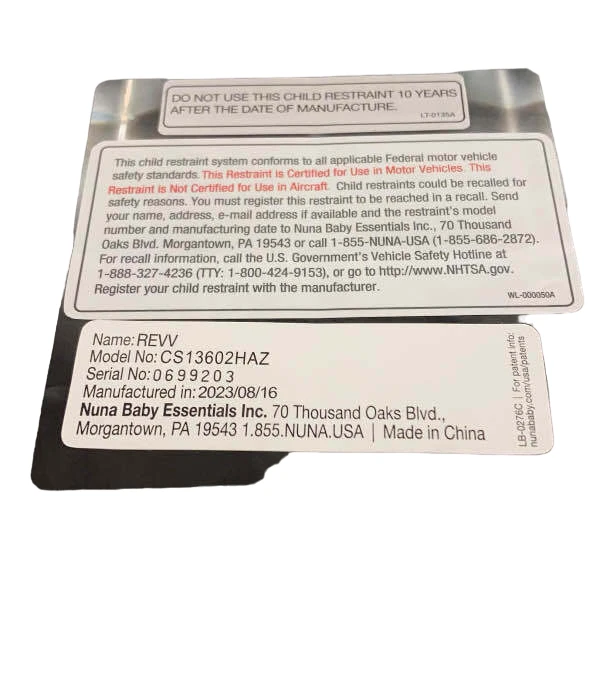 DO NOT USE THIS CHILD RESTRAINT 10 YEARS
AFTER THE DATE OF MANUFACTURE.
LT-0135A
This child restraint system conforms to all applicable Federal motor vehicle
safety standards. This Restraint is Certified for Use in Motor Vehicles. This
Restraint is Not Certified for Use in Aircraft. Child restraints could be recalled for
safety reasons. You must register this restraint to be reached in a recall. Send
your name, address, e-mail address if available and the restraint's model
number and manufacturing date to Nuna Baby Essentials Inc., 70 Thousand
Oaks Blvd. Morgantown, PA 19543 or call 1-855-NUNA-USA (1-855-686-2872).
For recall information, call the U.S. Government's Vehicle Safety Hotline at
1-888-327-4236 (TTY: 1-800-424-9153), or go to http://www.NHTSA.gov.
Register your child restraint with the manufacturer.
WL-000050A
Name: REVV
Model No: CS13602HAZ
Serial No: 0699203
Manufactured in: 2023/08/16
Nuna Baby Essentials Inc. 70 Thousand Oaks Blvd.,
Morgantown, PA 19543 1.855.NUNA.USA | Made in China
LB-0276C | For patent info:
nunababy.com/usa/patents